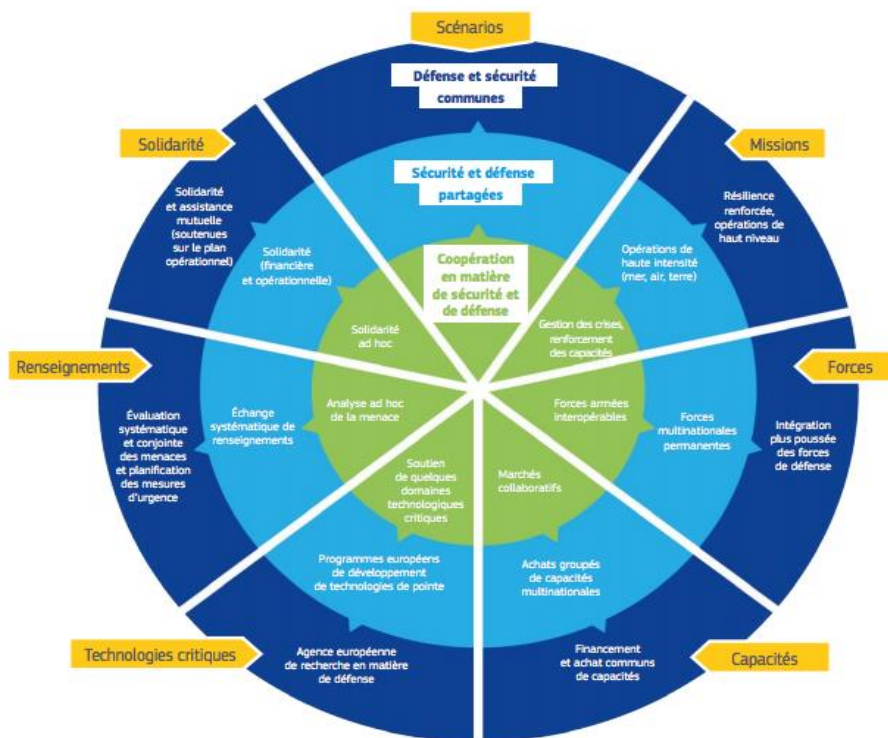 Scénarios
Défense et sécurité
communes
Sécurité et défense
partagées
Coopération
en matière
de sécurité et
de défense
Missions
Résilience
renforcée,
opérations de
haut niveau
Opérations de
haute intensité
(mer, air, terre)
Gestion des crises,
renforcement
des capacités
Forces
Intégration
plus poussée
des forces
de défense
Forces
multinationales
permanentes
Forces armées
interopérables
Capacités
Financement
et achat communs
de capacités
Achats groupés
de capacités
multinationales
Marchés
collaboratifs
Technologies critiques
Agence européenne
de recherche en matière
de défense
Programmes européens
de développement
de technologies de pointe
Soutien
de quelques
domaines
technologiques
critiques
Renseignements
Évaluation
systématique
et conjointe
des menaces
et planification
des mesures
d'urgence
Échange
systématique de
renseignements
Analyse ad hoc
de la menace
Solidarité
Solidarité
et assistance
mutuelle
(soutenues
sur le plan
opérationnel)
Solidarité
(financière
et opérationnelle)
Solidarité
ad hoc